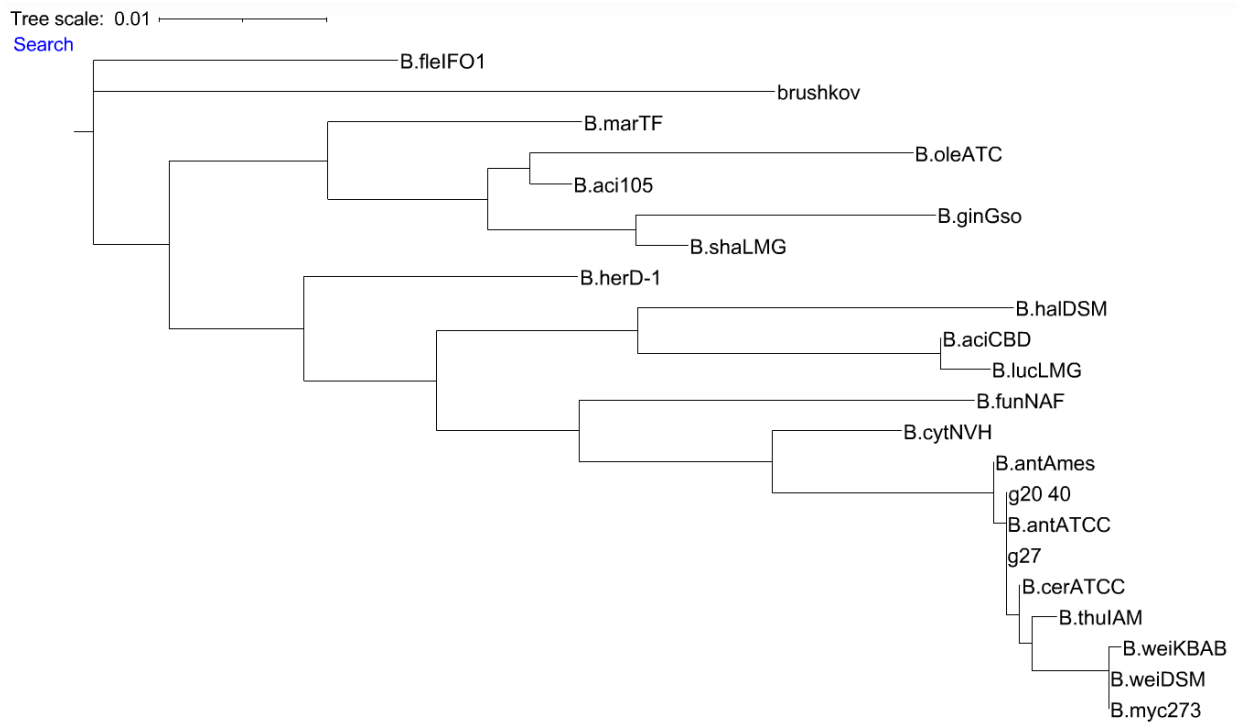 Tree scale: 0.01
Search
B.fleIFO1
brushkov
B.marTF
B.oleATC
B.aci105
B.ginGso
B.shaLMG
B.herD-1
B.halDSM
B.aciCBD
B.lucLMG
B.funNAF
B.cytNVH
B.antAmes
g20 40
B.antATCC
g27
B.cerATCC
B.thuIAM
B.weiKBAB
B.weiDSM
B.myc273